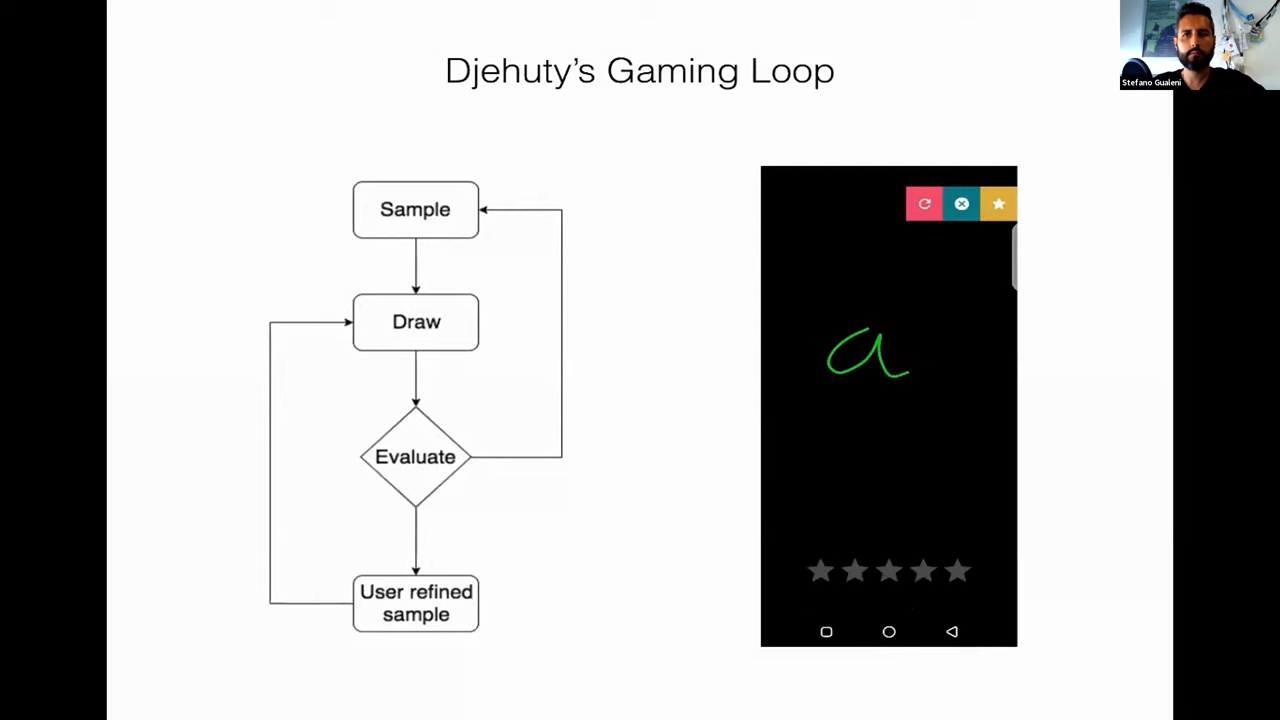 Djehuty's Gaming Loop
Stefano Gualeni
Sample
Draw
a
Evaluate
User refined
sample